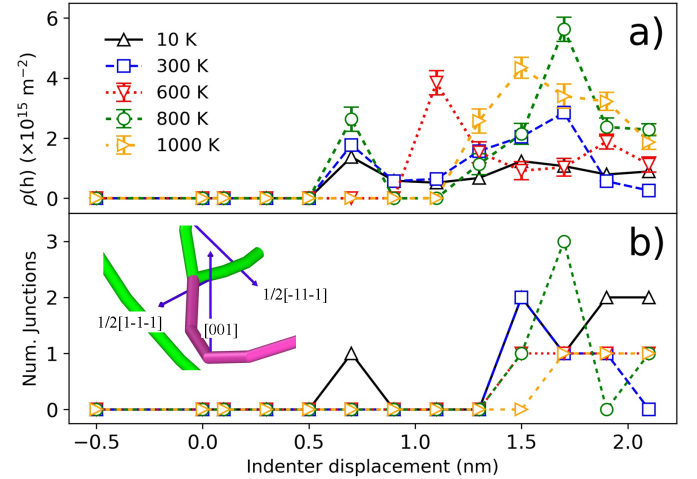 a)
10 K
300 K
600 K
800 K
1000 K
ρ(h) (×10¹⁵ m⁻²)
6
4
2
0
b)
1/2[-11-1]
1/2[1-1-1]
[001]
Num. Junctions
3
2
1
0
−0.5 0.0 0.5 1.0 1.5 2.0
Indenter displacement (nm)